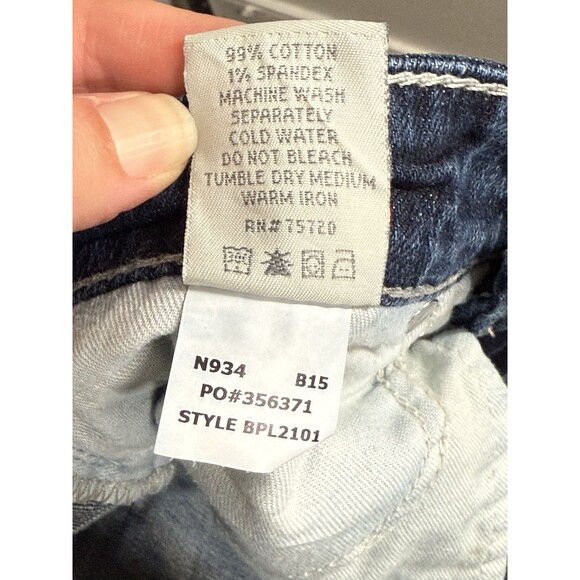 99% COTTON
1% SPANDEX
MACHINE WASH
SEPARATELY
COLD WATER
DO NOT BLEACH
TUMBLE DRY MEDIUM
WARM IRON
RN# 75720
N934 B15
PO#356371
STYLE BPL2101